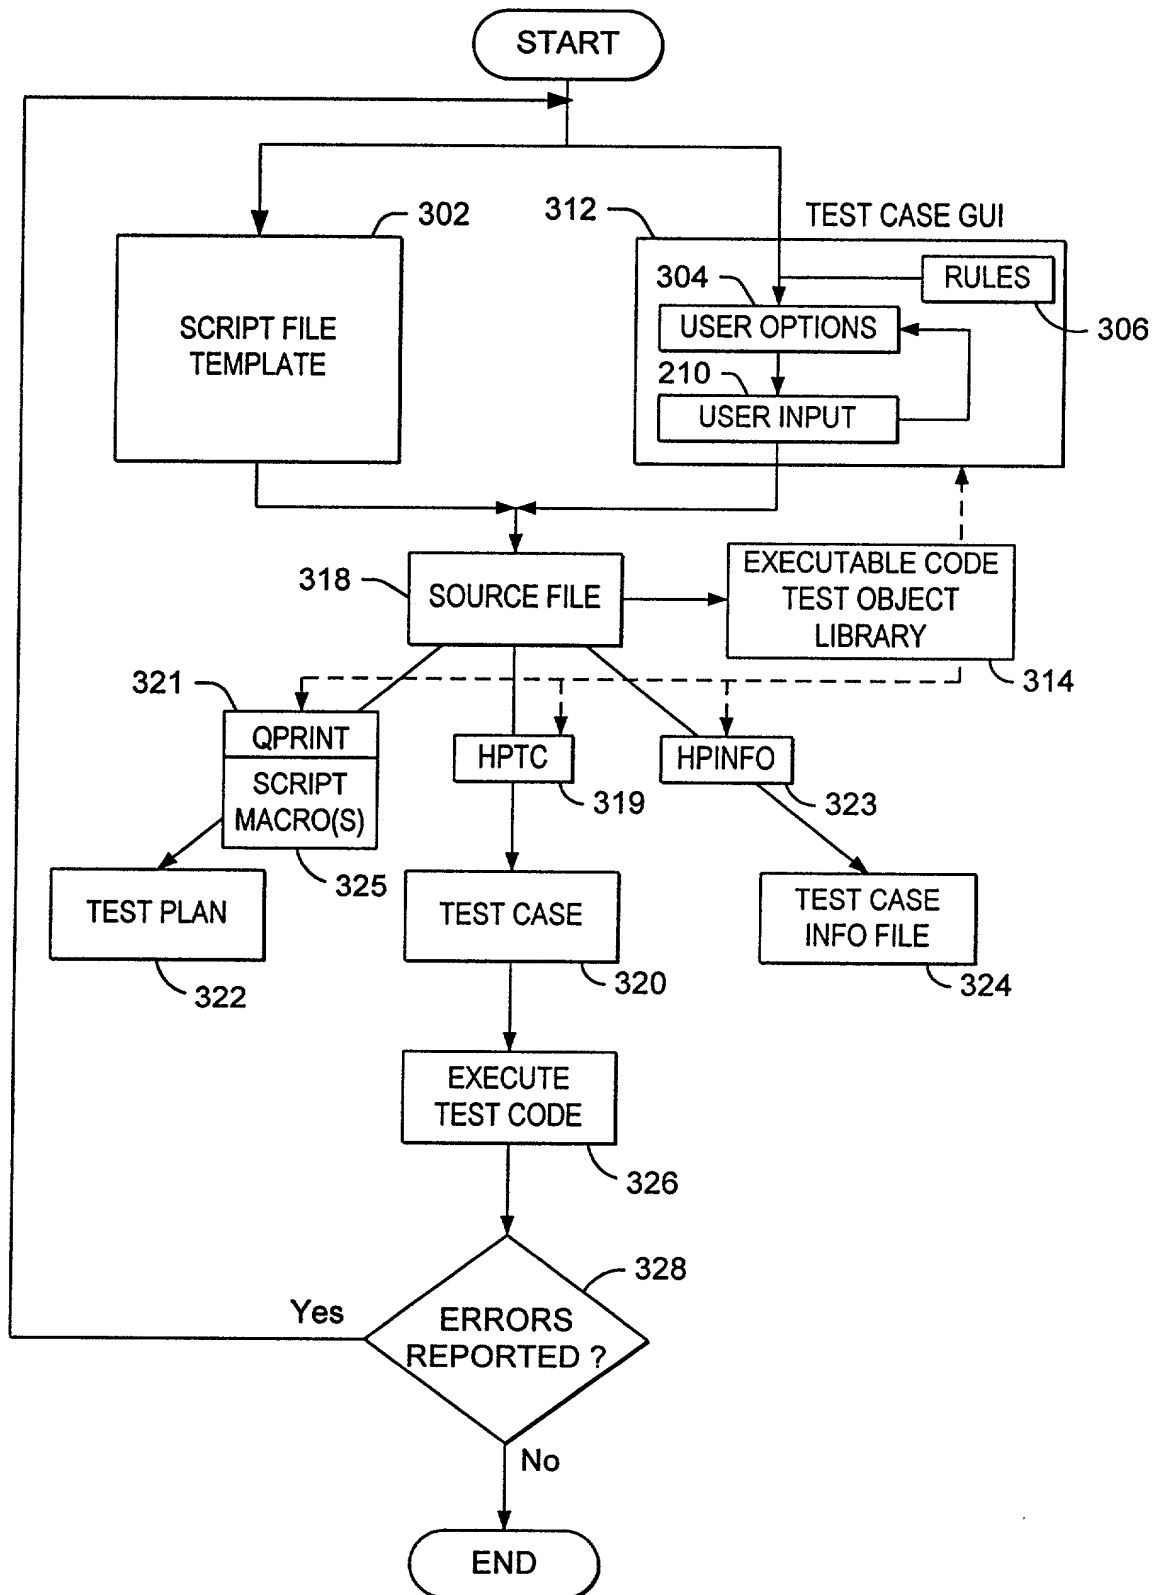 START
302
312
TEST CASE GUI
SCRIPT FILE
TEMPLATE
304
RULES
USER OPTIONS
306
210
USER INPUT
318
SOURCE FILE
EXECUTABLE CODE
TEST OBJECT
LIBRARY
314
321
QPRINT
SCRIPT
MACRO(S)
325
HPTC
319
HPINFO
323
TEST PLAN
322
TEST CASE
320
TEST CASE
INFO FILE
324
EXECUTE
TEST CODE
326
328
Yes
ERRORS
REPORTED ?
No
END